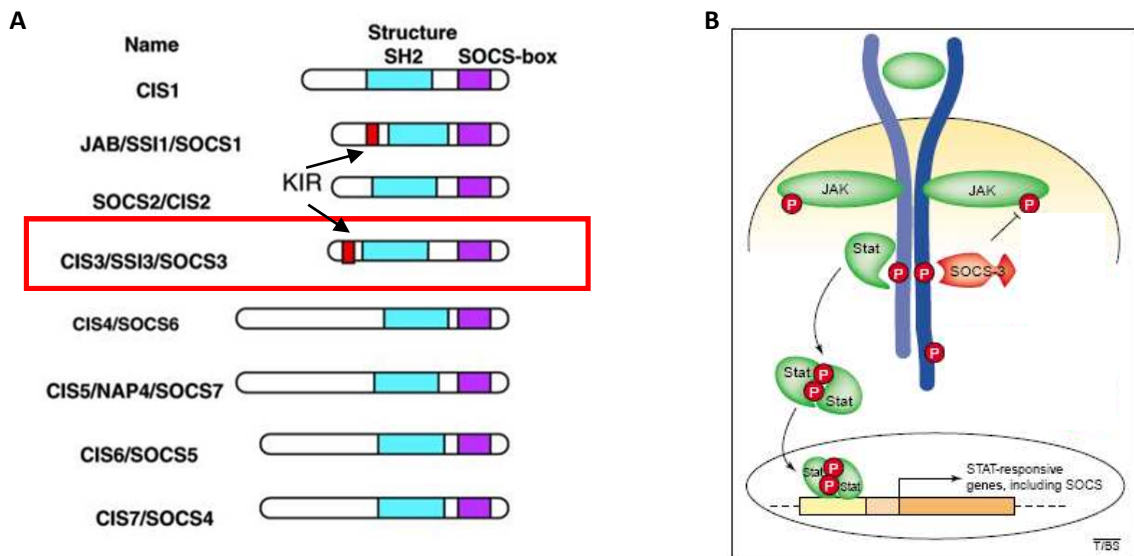 A
Name
Structure
SH2 SOCS-box
CIS1
JAB/SSI1/SOCS1
KIR
SOCS2/CIS2
CIS3/SSI3/SOCS3
CIS4/SOCS6
CIS5/NAP4/SOCS7
CIS6/SOCS5
CIS7/SOCS4
B
JAK
JAK
P
P
Stat
P
P
SOCS-3
P
Stat
P
P
Stat
Stat
P
P
Stat
STAT-responsive
genes, including SOCS
TiBS